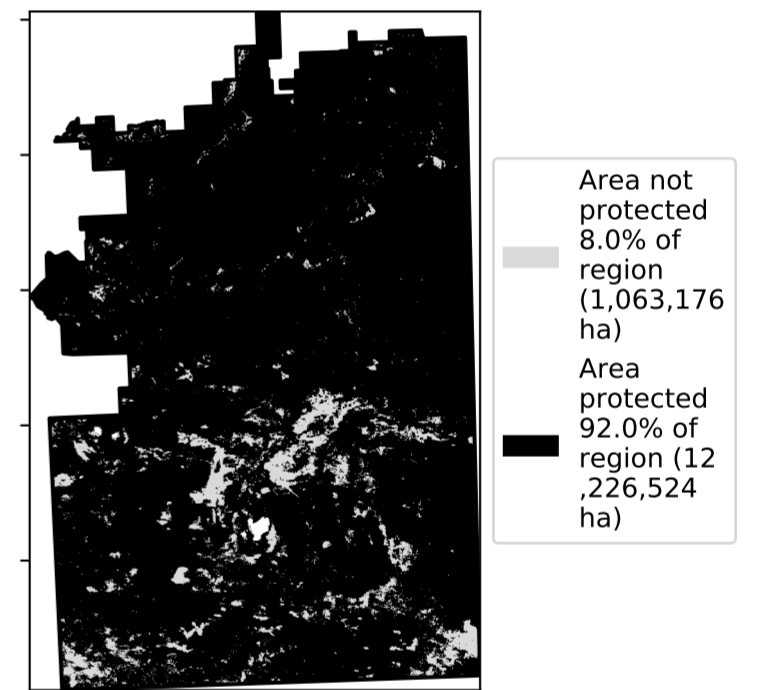 Area not
protected
8.0% of
region
(1,063,176
ha)
Area
protected
92.0% of
region (12
,226,524
ha)